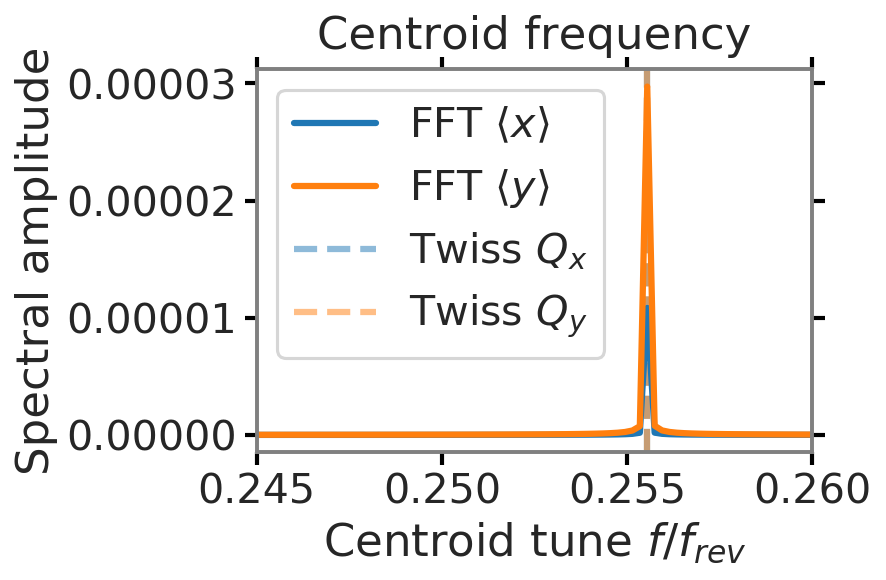 Centroid frequency
Spectral amplitude
0.00003
0.00002
0.00001
0.00000
FFT ⟨x⟩
FFT ⟨y⟩
Twiss Qₓ
Twiss Q_y
0.245 0.250 0.255 0.260
Centroid tune f/f_rev